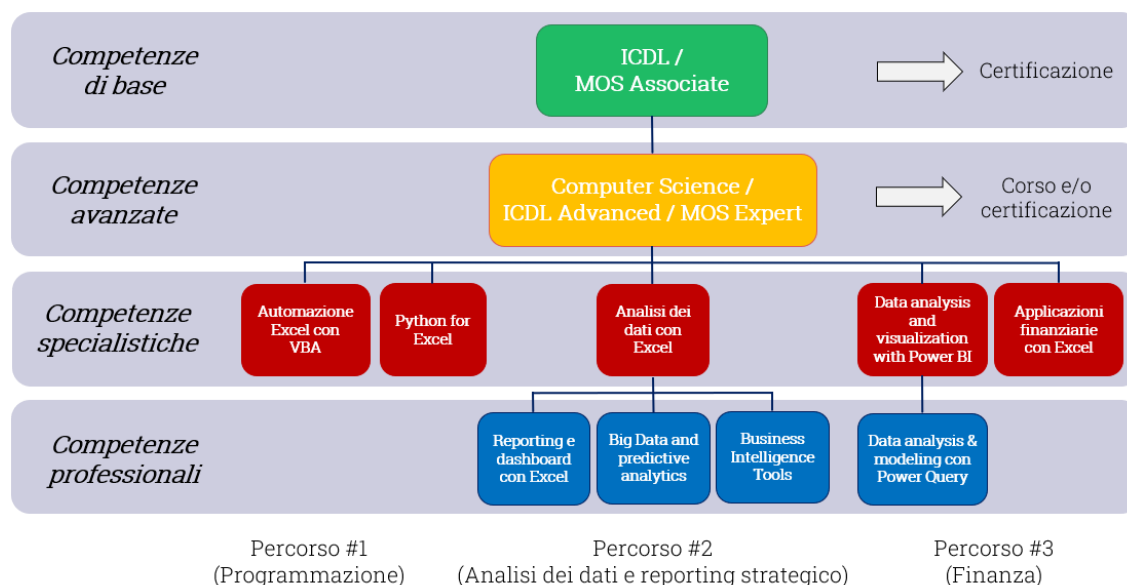 Competenze
di base
ICDL /
MOS Associate
Certificazione
Competenze
avanzate
Computer Science /
ICDL Advanced / MOS Expert
Corso e/o
certificazione
Competenze
specialistiche
Automazione
Excel con
VBA
Python for
Excel
Analisi dei
dati con
Excel
Data analysis
and
visualization
with Power BI
Applicazioni
finanziarie
con Excel
Competenze
professionali
Reporting e
dashboard
con Excel
Big Data and
predictive
analytics
Business
Intelligence
Tools
Data analysis &
modeling con
Power Query
Percorso #1
(Programmazione)
Percorso #2
(Analisi dei dati e reporting strategico)
Percorso #3
(Finanza)